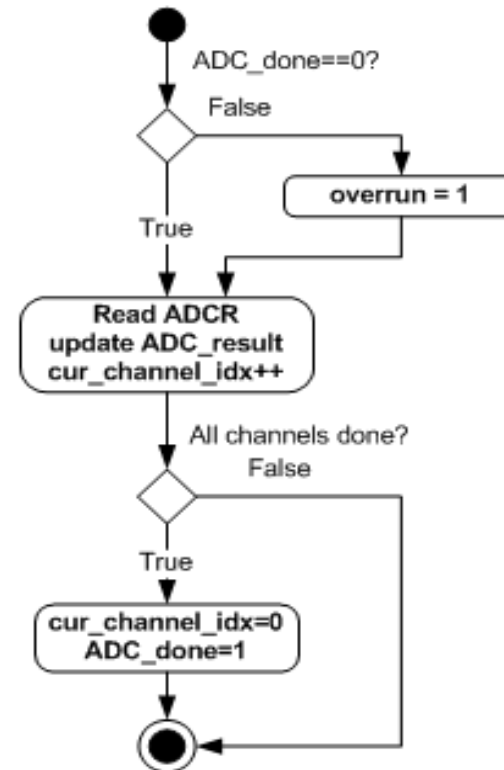 ADC_done==0?
False
overrun = 1
True
Read ADCR
update ADC_result
cur_channel_idx++
All channels done?
False
True
cur_channel_idx=0
ADC_done=1